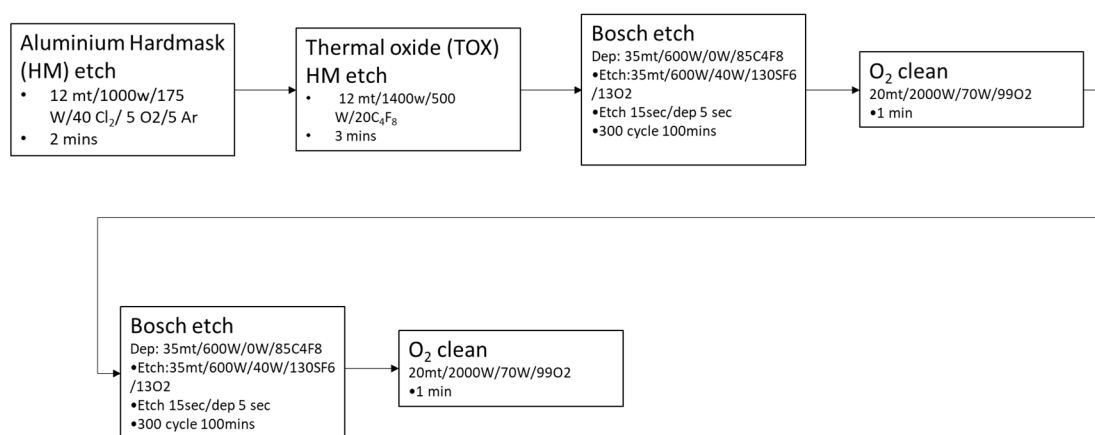 Aluminium Hardmask
(HM) etch
• 12 mt/1000w/175
W/40 Cl₂/ 5 O2/5 Ar
• 2 mins
Thermal oxide (TOX)
HM etch
• 12 mt/1400w/500
W/20C₄F₈
• 3 mins
Bosch etch
Dep: 35mt/600W/0W/85C4F8
•Etch:35mt/600W/40W/130SF6
/13O2
•Etch 15sec/dep 5 sec
•300 cycle 100mins
O₂ clean
20mt/2000W/70W/99O2
•1 min
Bosch etch
Dep: 35mt/600W/0W/85C4F8
•Etch:35mt/600W/40W/130SF6
/13O2
•Etch 15sec/dep 5 sec
•300 cycle 100mins
O₂ clean
20mt/2000W/70W/99O2
•1 min